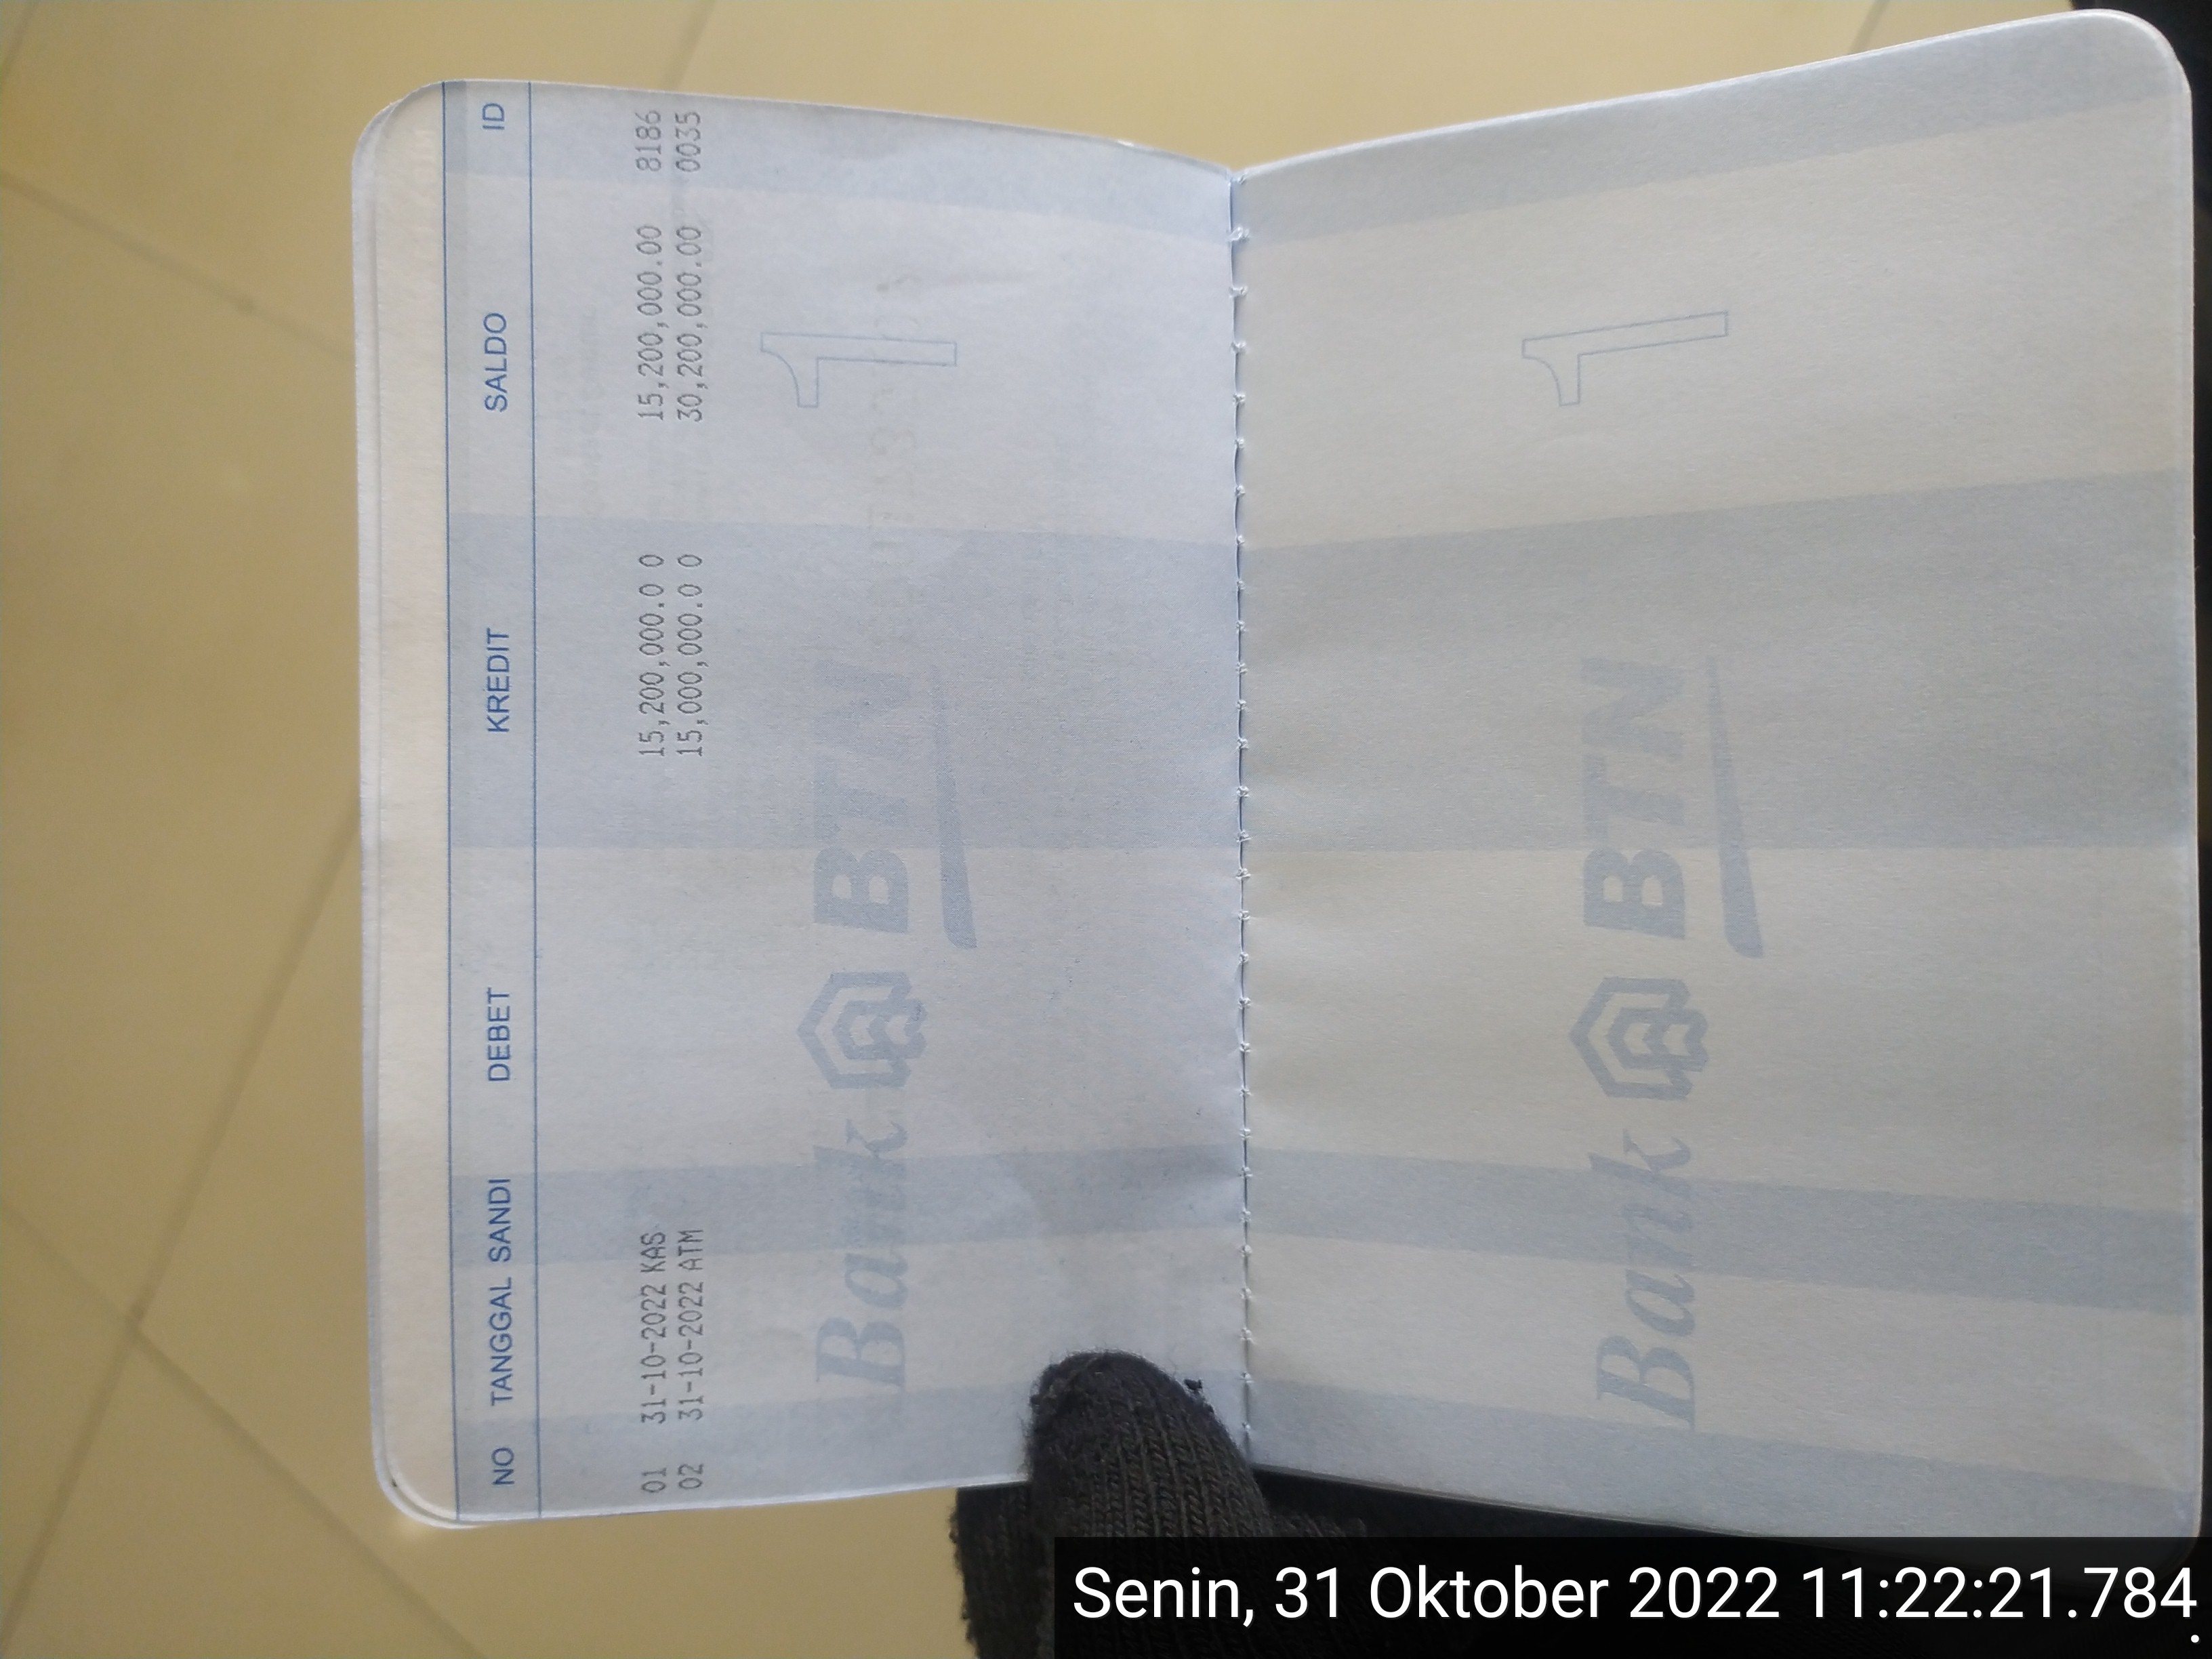 NO TANGGAL SANDI DEBET KREDIT SALDO ID
01 31-10-2022 KAS 15,200,000.0 0 15,200,000.00 8186
02 31-10-2022 ATM 15,000,000.0 0 30,200,000.00 0035
Bank BTN 1
Bank BTN 1
Senin, 31 Oktober 2022 11:22:21.784
.